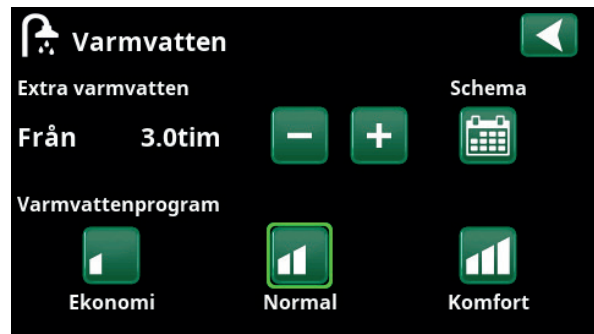 Varmvatten
Extra varmvatten Schema
Från 3.0tim
Varmvattenprogram
Ekonomi Normal Komfort